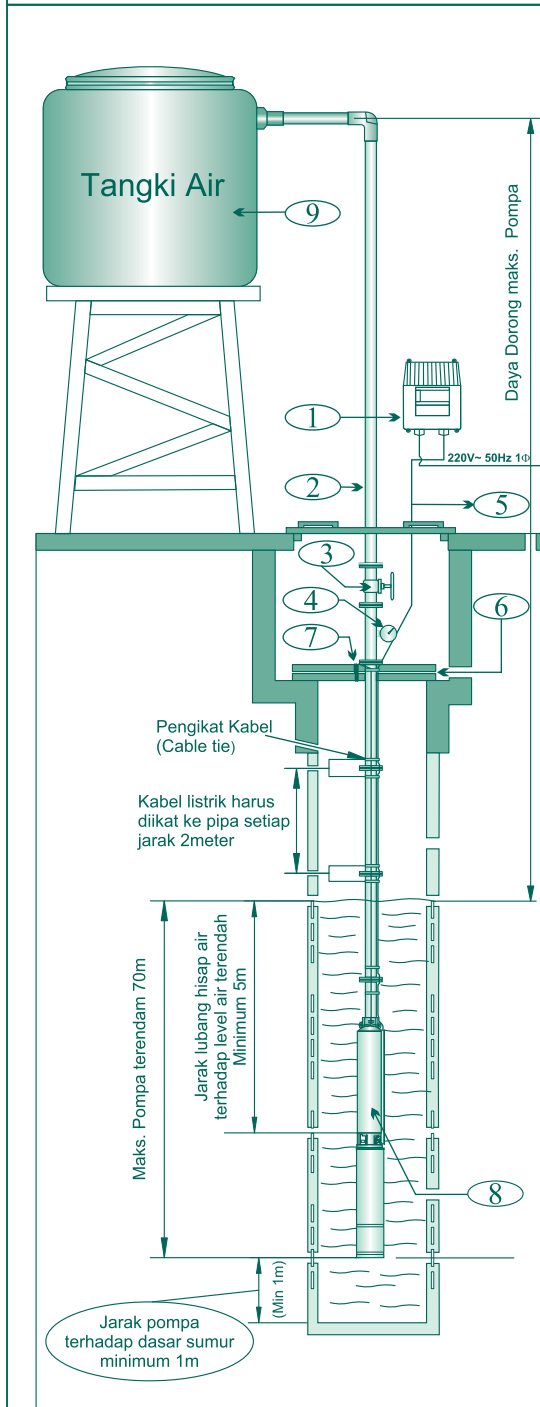 Tangki Air
9
Daya Dorong maks. Pompa
1
220V~ 50Hz 1Φ
2
5
3
4
6
7
Pengikat Kabel
(Cable tie)
Kabel listrik harus
diikat ke pipa setiap
jarak 2meter
Maks. Pompa terendam 70m
Jarak lubang hisap air
terhadap level air terendah
Minimum 5m
8
(Min 1m)
Jarak pompa
terhadap dasar sumur
minimum 1m